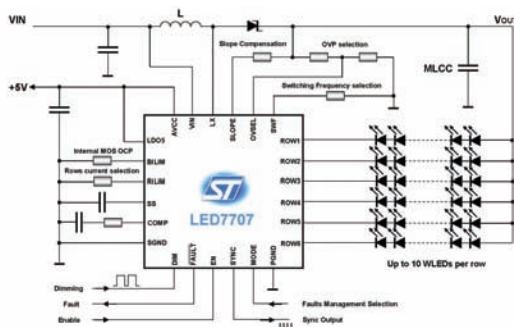 VIN
L
VOUT
Slope Compensation
OVP selection
MLCC
Switching Frequency selection
+5V
AVCC
VIN
LX
SLOPE
OVSEL
SWF
LDO5
Internal MOS OCP
BILIM
Rows current selection
RILIM
SS
COMP
SGND
ST
LED7707
ROW1
ROW2
ROW3
ROW4
ROW5
ROW6
Up to 10 WLEDs per row
DIM
FAULT
EN
SYNC
MODE
PGND
Dimming
Fault
Enable
Faults Management Selection
Sync Output